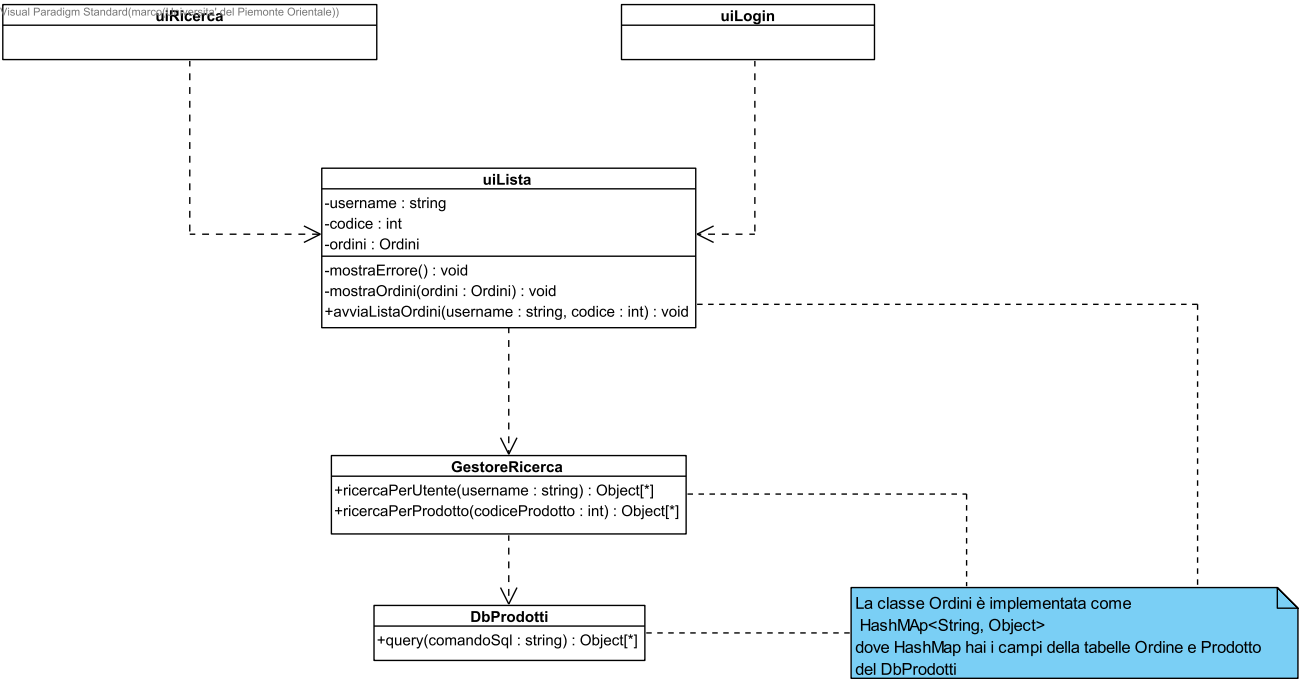 Visual Paradigm Standard(marco(Universita' del Piemonte Orientale))
uiRicerca
uiLogin
uiLista
-username : string
-codice : int
-ordini : Ordini
-mostraErrore() : void
-mostraOrdini(ordini : Ordini) : void
+avviaListaOrdini(username : string, codice : int) : void
GestoreRicerca
+ricercaPerUtente(username : string) : Object[*]
+ricercaPerProdotto(codiceProdotto : int) : Object[*]
DbProdotti
+query(comandoSql : string) : Object[*]
La classe Ordini è implementata come
HashMAp<String, Object>
dove HashMap hai i campi della tabelle Ordine e Prodotto
del DbProdotti